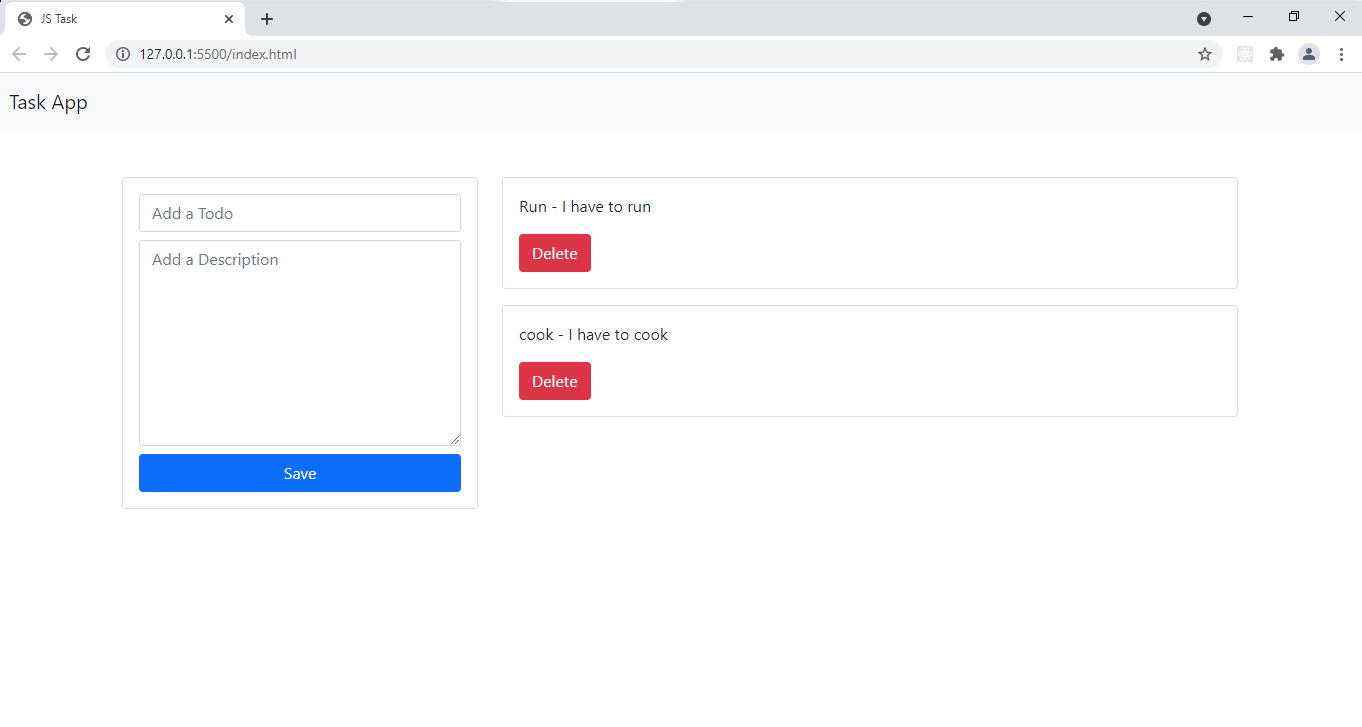 JS Task
127.0.0.1:5500/index.html
Task App
Add a Todo
Add a Description
Save
Run - I have to run
Delete
cook - I have to cook
Delete